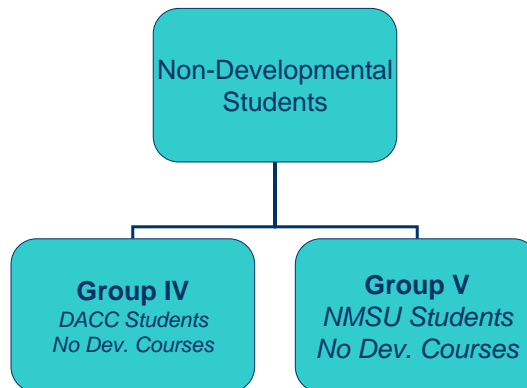 Non-Developmental
Students
Group IV
DACC Students
No Dev. Courses
Group V
NMSU Students
No Dev. Courses